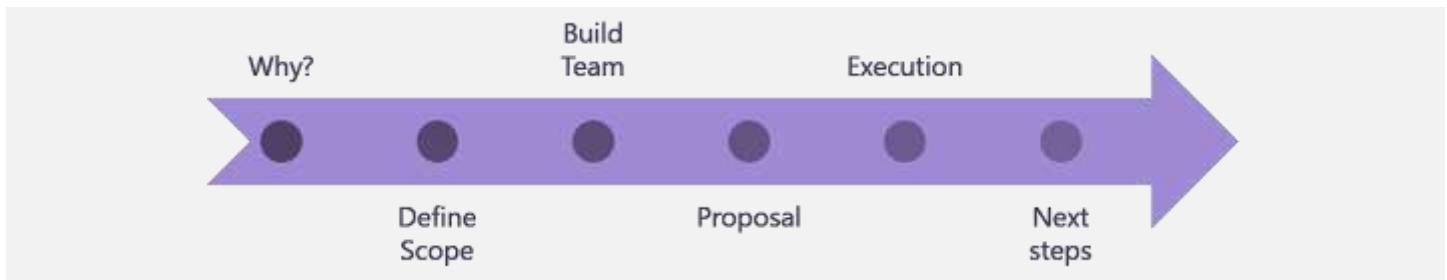 Why?
Define
Scope
Build
Team
Proposal
Execution
Next
steps